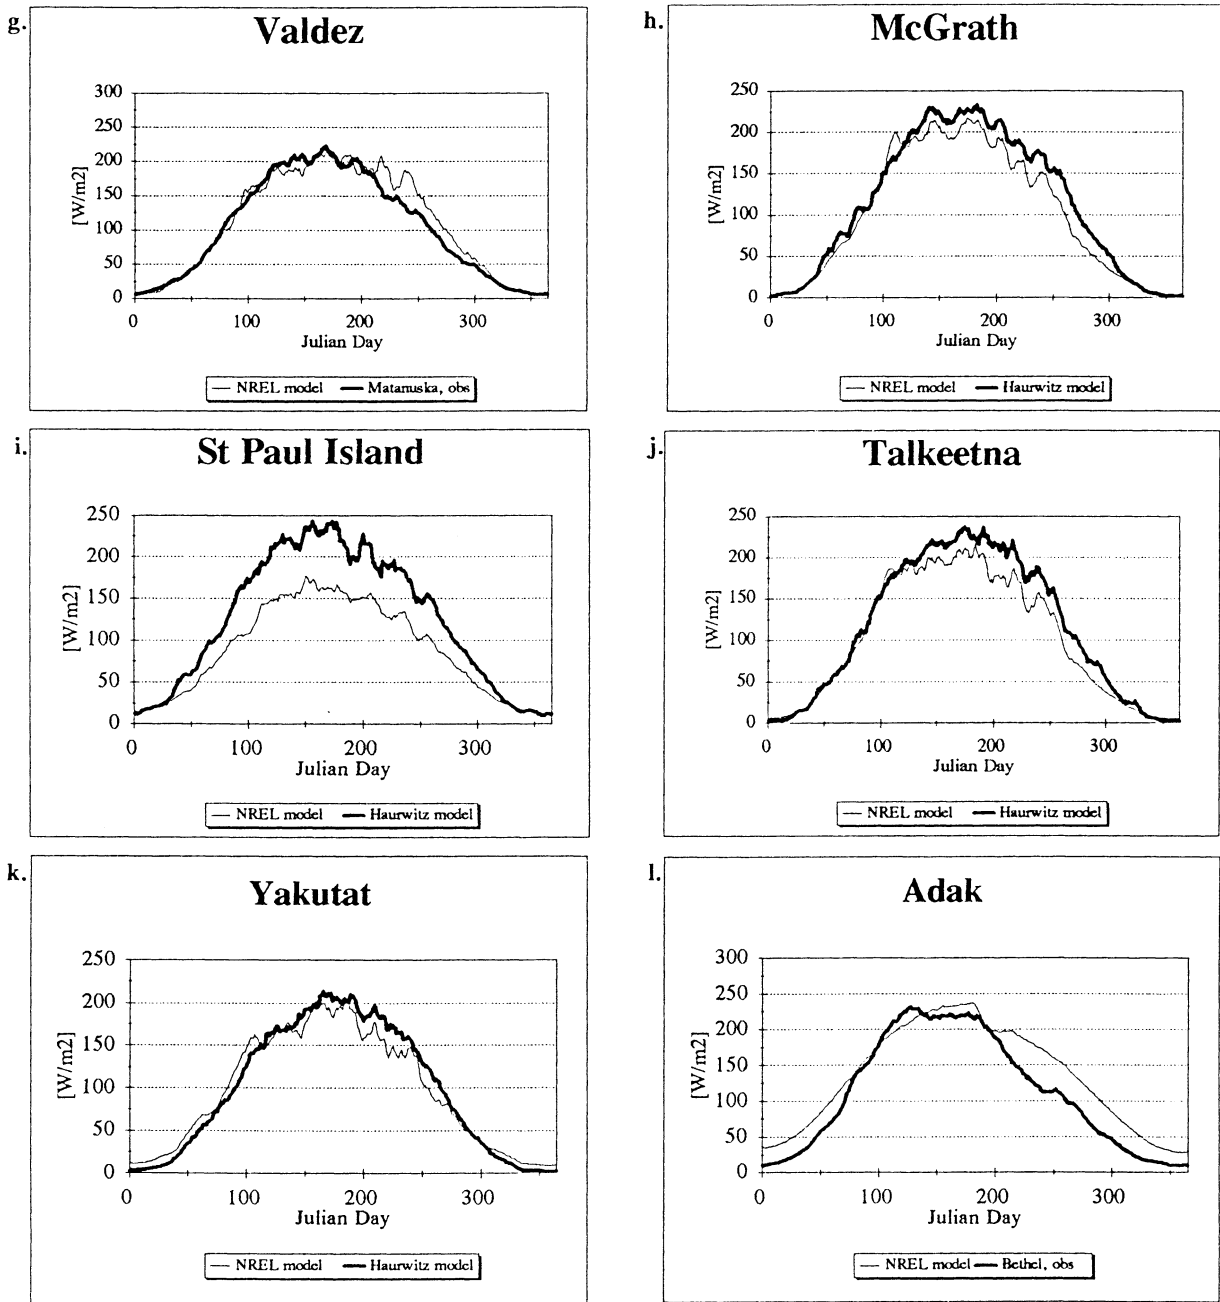 g.
Valdez
300
250
200
150
100
50
0
[W/m2]
0 100 200 300
Julian Day
NREL model Matanuska, obs
h.
McGrath
250
200
150
100
50
0
[W/m2]
0 100 200 300
Julian Day
NREL model Haurwitz model
i.
St Paul Island
250
200
150
100
50
0
[W/m2]
0 100 200 300
Julian Day
NREL model Haurwitz model
j.
Talkeetna
250
200
150
100
50
0
[W/m2]
0 100 200 300
Julian Day
NREL model Haurwitz model
k.
Yakutat
250
200
150
100
50
0
[W/m2]
0 100 200 300
Julian Day
NREL model Haurwitz model
l.
Adak
300
250
200
150
100
50
0
[W/m2]
0 100 200 300
Julian Day
NREL model Bethel, obs